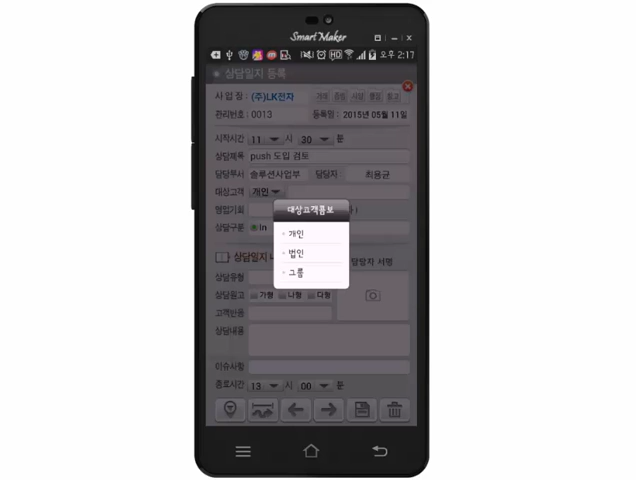 Smart Maker
오후 2:17
상담일지 등록
사 업 장 : (주)LK전자
관리번호 : 0013 등록일 : 2015년 05월 11일
시작시간 11 시 30 분
상담제목 push 도입 검토
담당부서 솔루션사업부 담당자 최용균
대상고객 개인
영업기회
상담구분 In
대상고객콤보
개인
법인
그룹
상담일지 담당자 서명
상담유형
상담원고 가형 나형 다형
고객반응
상담내용
이슈사항
종료시간 13 시 00 분